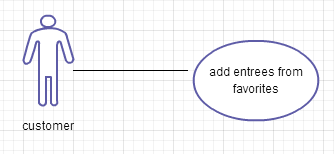 add entrees from
favorites
customer